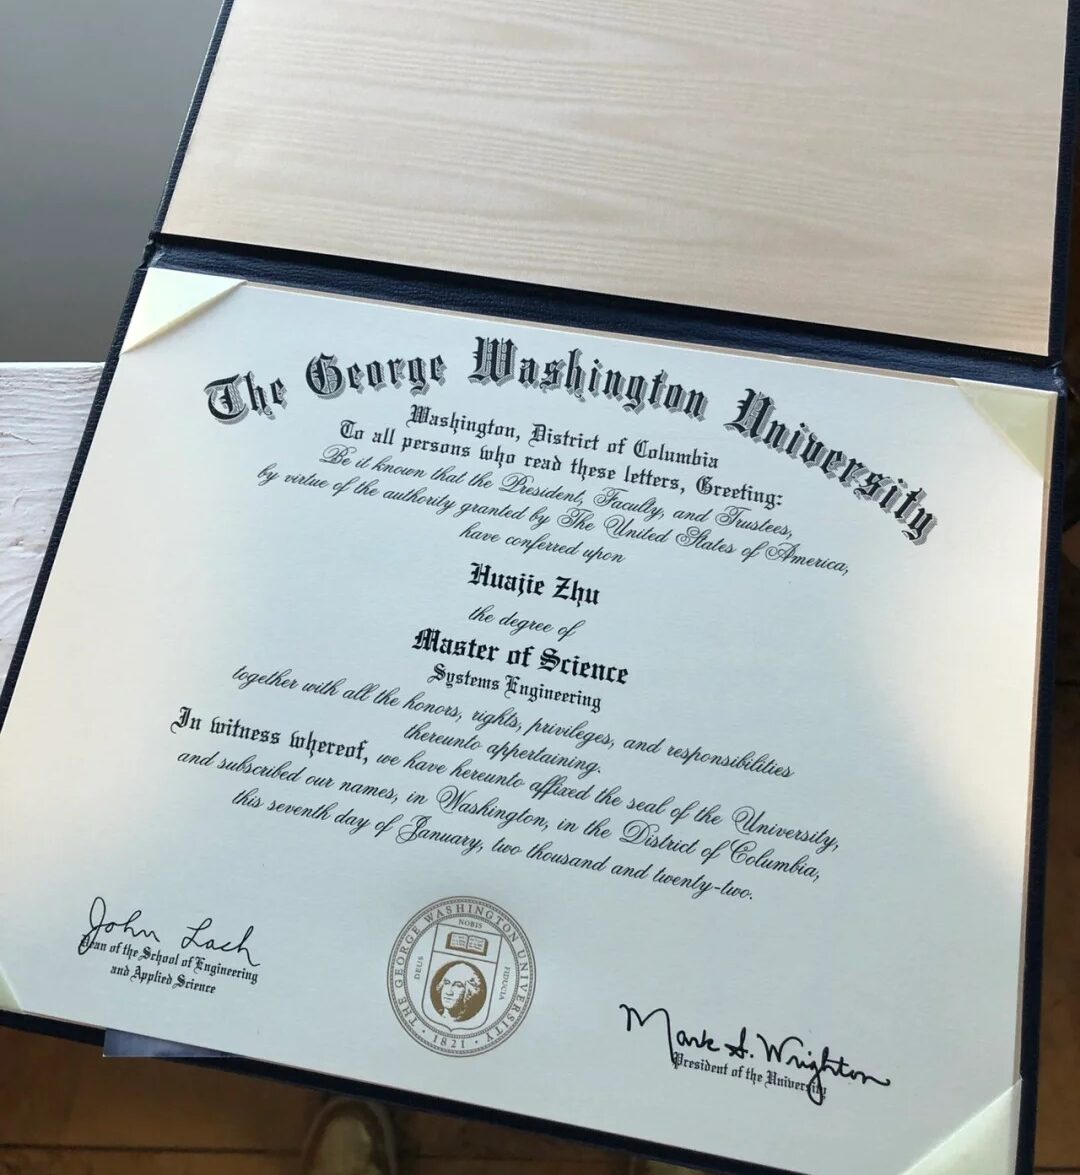 The George Washington University
Washington, District of Columbia
To all persons who read these letters, Greeting:
Be it known that the President, Faculty, and Trustees,
by virtue of the authority granted by The United States of America,
have conferred upon
Huajie Zhu
the degree of
Master of Science
Systems Engineering
together with all the honors, rights, privileges, and responsibilities
thereunto appertaining.
In witness whereof, we have hereunto affixed the seal of the University,
and subscribed our names, in Washington, in the District of Columbia,
this seventh day of January, two thousand and twenty-two.
John Lach
Dean of the School of Engineering
and Applied Science
THE GEORGE WASHINGTON UNIVERSITY
NOBIS
DEUS
FIDUCIA
· 1821 ·
Mark S. Wrighton
President of the University